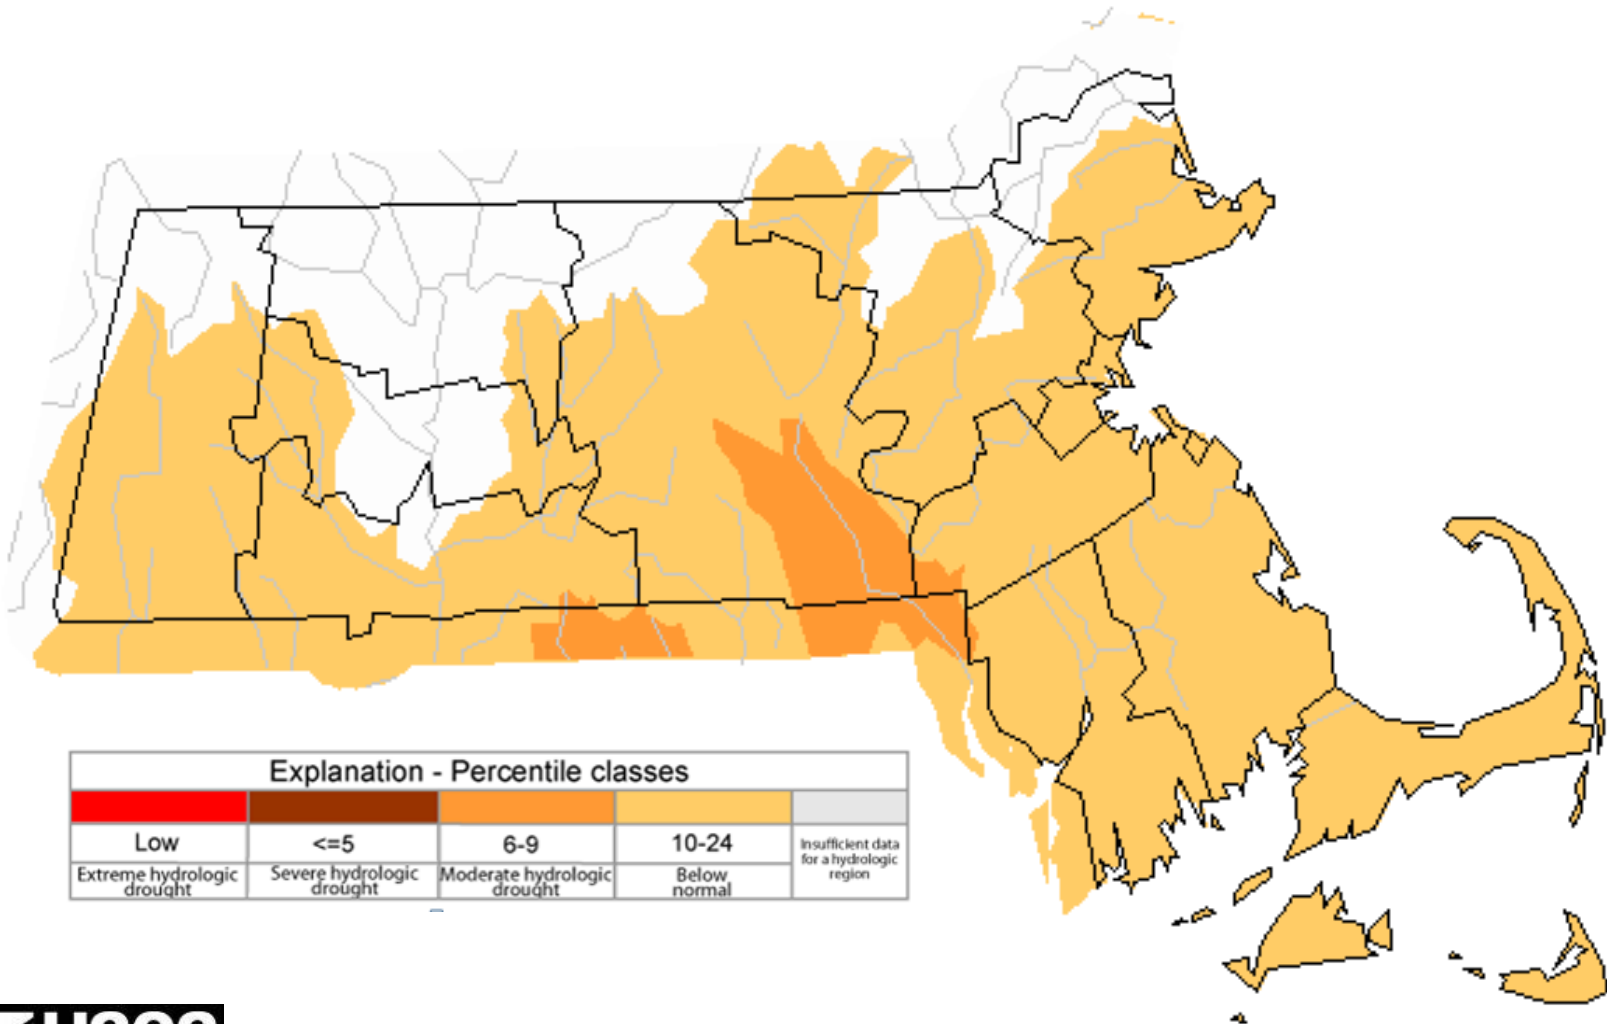 Explanation - Percentile classes
Low
<=5
6-9
10-24
Insufficient data
for a hydrologic
region
Extreme hydrologic
drought
Severe hydrologic
drought
Moderate hydrologic
drought
Below
normal